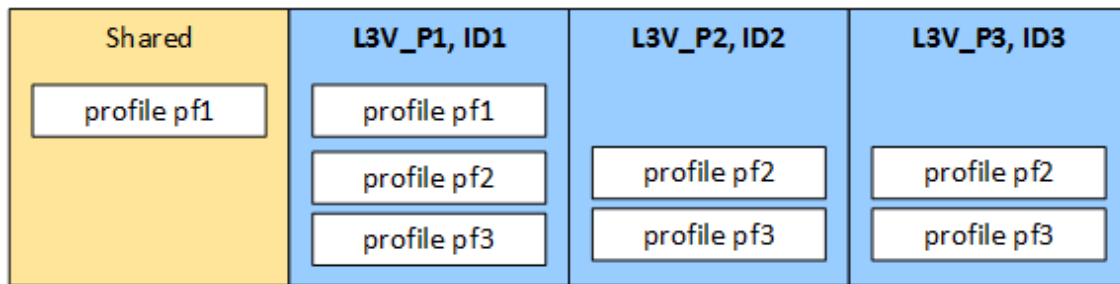 Shared
profile pf1
L3V_P1, ID1
profile pf1
profile pf2
profile pf3
L3V_P2, ID2
profile pf2
profile pf3
L3V_P3, ID3
profile pf2
profile pf3